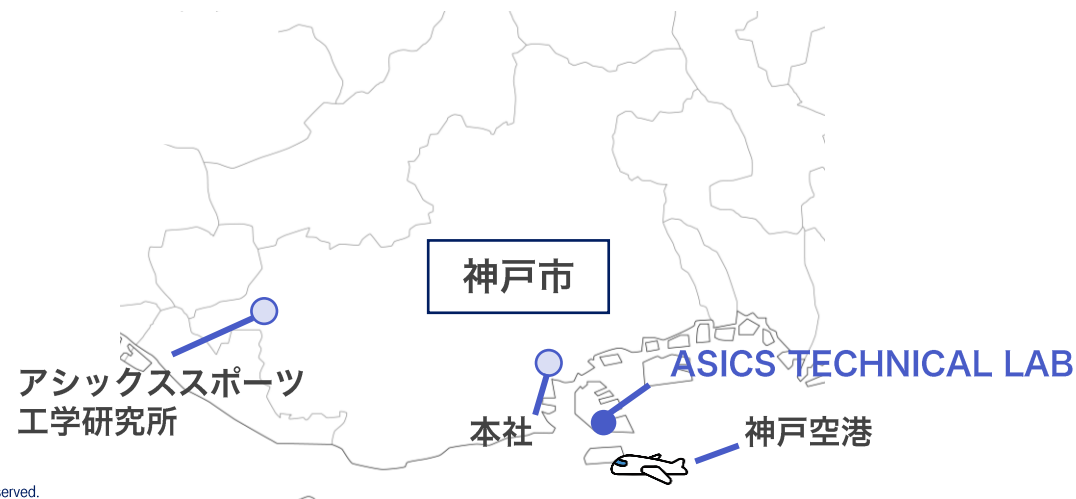 神戸市
ASICS TECHNICAL LAB
アシックススポーツ
工学研究所
本社
神戸空港
served.